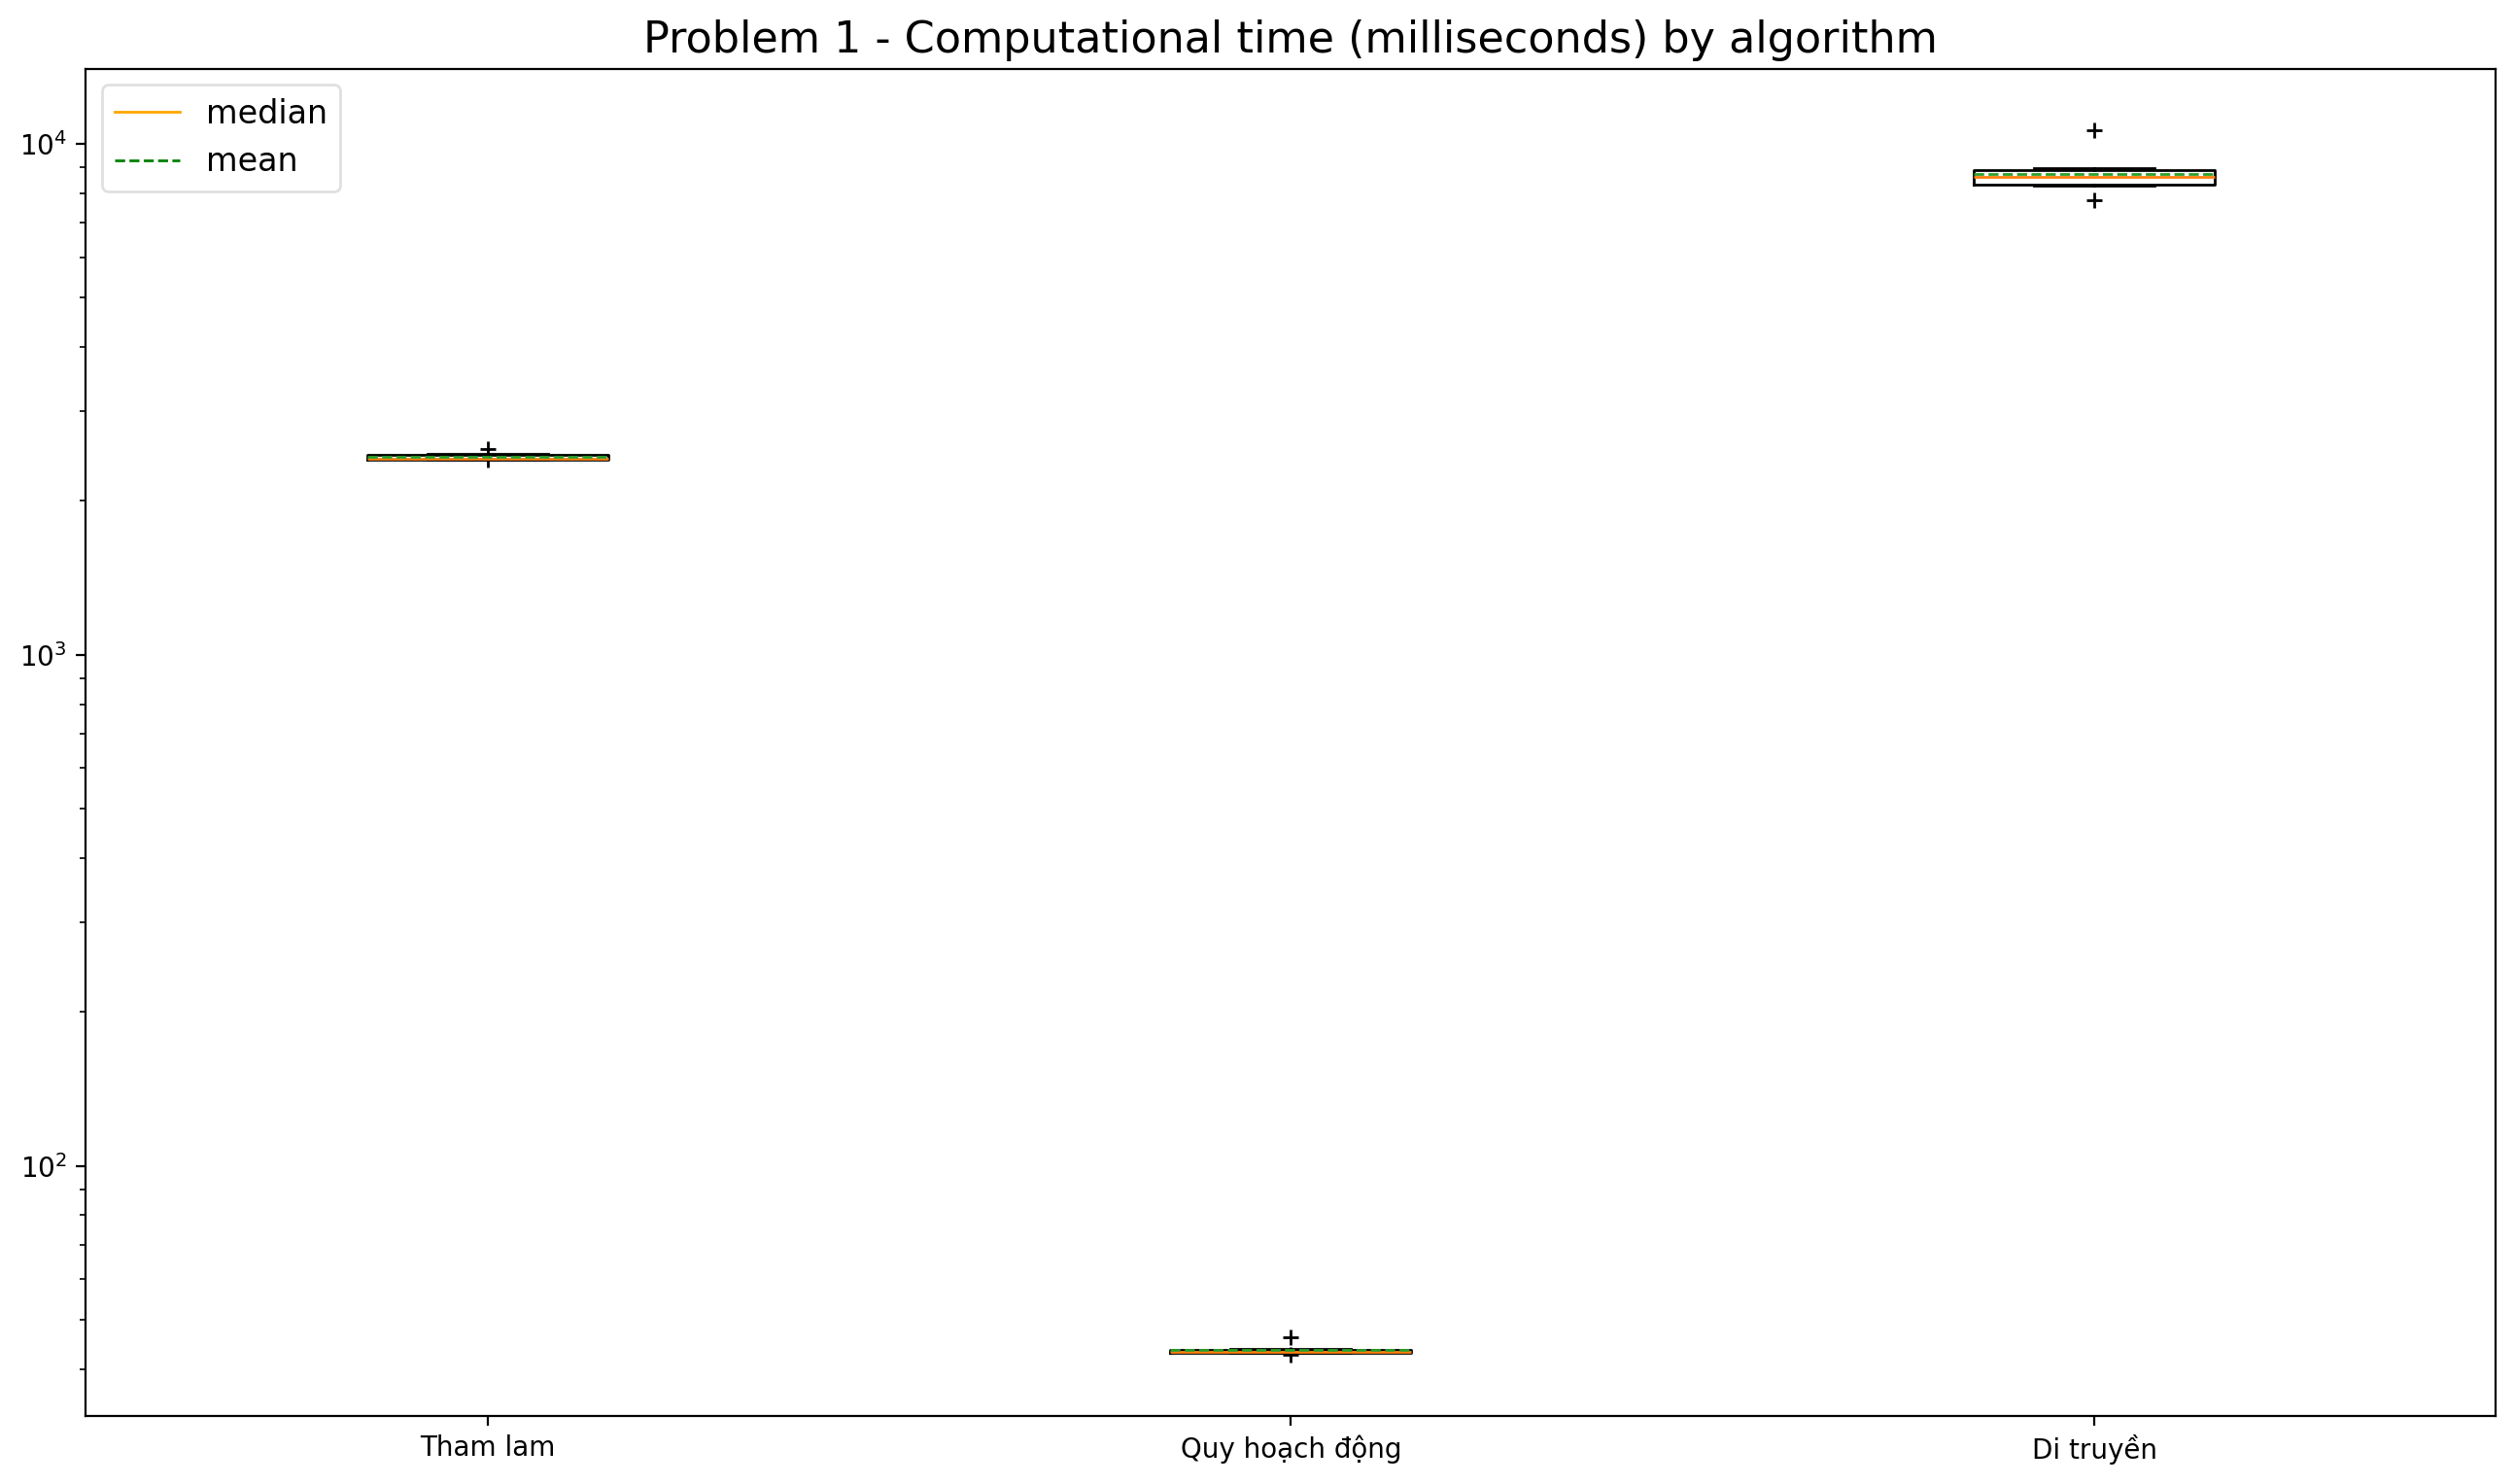 Problem 1 - Computational time (milliseconds) by algorithm
median
mean
10⁴
10³
10²
Tham lam
Quy hoạch động
Di truyền